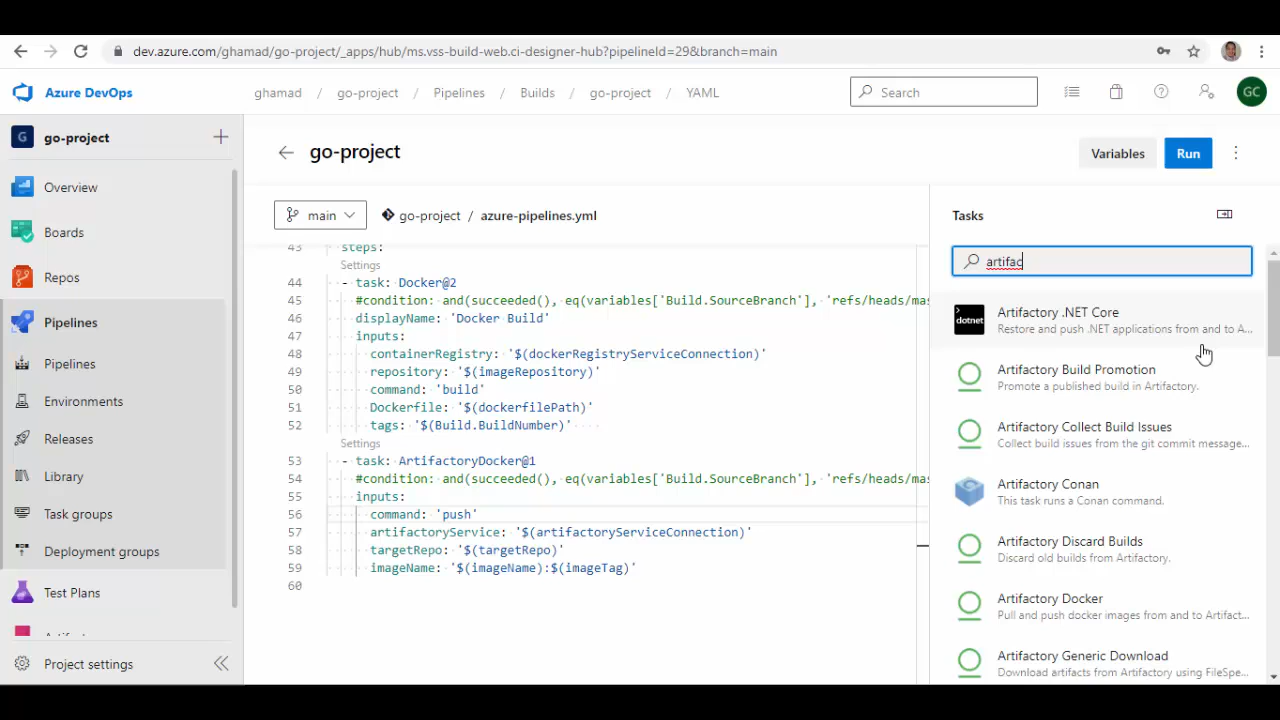 dev.azure.com/ghamad/go-project/_apps/hub/ms.vss-build-web.ci-designer-hub?pipelineId=29&branch=main
Azure DevOps
ghamad / go-project / Pipelines / Builds / go-project / YAML
Search
GC
G go-project
Overview
Boards
Repos
Pipelines
Pipelines
Environments
Releases
Library
Task groups
Deployment groups
Test Plans
Project settings
go-project
Variables
Run
main
go-project / azure-pipelines.yml
43 steps:
Settings
44 - task: Docker@2
45 #condition: and(succeeded(), eq(variables['Build.SourceBranch'], 'refs/heads/mas
46 displayName: 'Docker Build'
47 inputs:
48 containerRegistry: '$(dockerRegistryServiceConnection)'
49 repository: '$(imageRepository)'
50 command: 'build'
51 Dockerfile: '$(dockerfilePath)'
52 tags: '$(Build.BuildNumber)'
Settings
53 - task: ArtifactoryDocker@1
54 #condition: and(succeeded(), eq(variables['Build.SourceBranch'], 'refs/heads/mas
55 inputs:
56 command: 'push'
57 artifactoryService: '$(artifactoryServiceConnection)'
58 targetRepo: '$(targetRepo)'
59 imageName: '$(imageName):$(imageTag)'
60
Tasks
artifac
dotnet
Artifactory .NET Core
Restore and push .NET applications from and to A...
Artifactory Build Promotion
Promote a published build in Artifactory.
Artifactory Collect Build Issues
Collect build issues from the git commit message...
Artifactory Conan
This task runs a Conan command.
Artifactory Discard Builds
Discard old builds from Artifactory.
Artifactory Docker
Pull and push docker images from and to Artifact...
Artifactory Generic Download
Download artifacts from Artifactory using FileSpe...